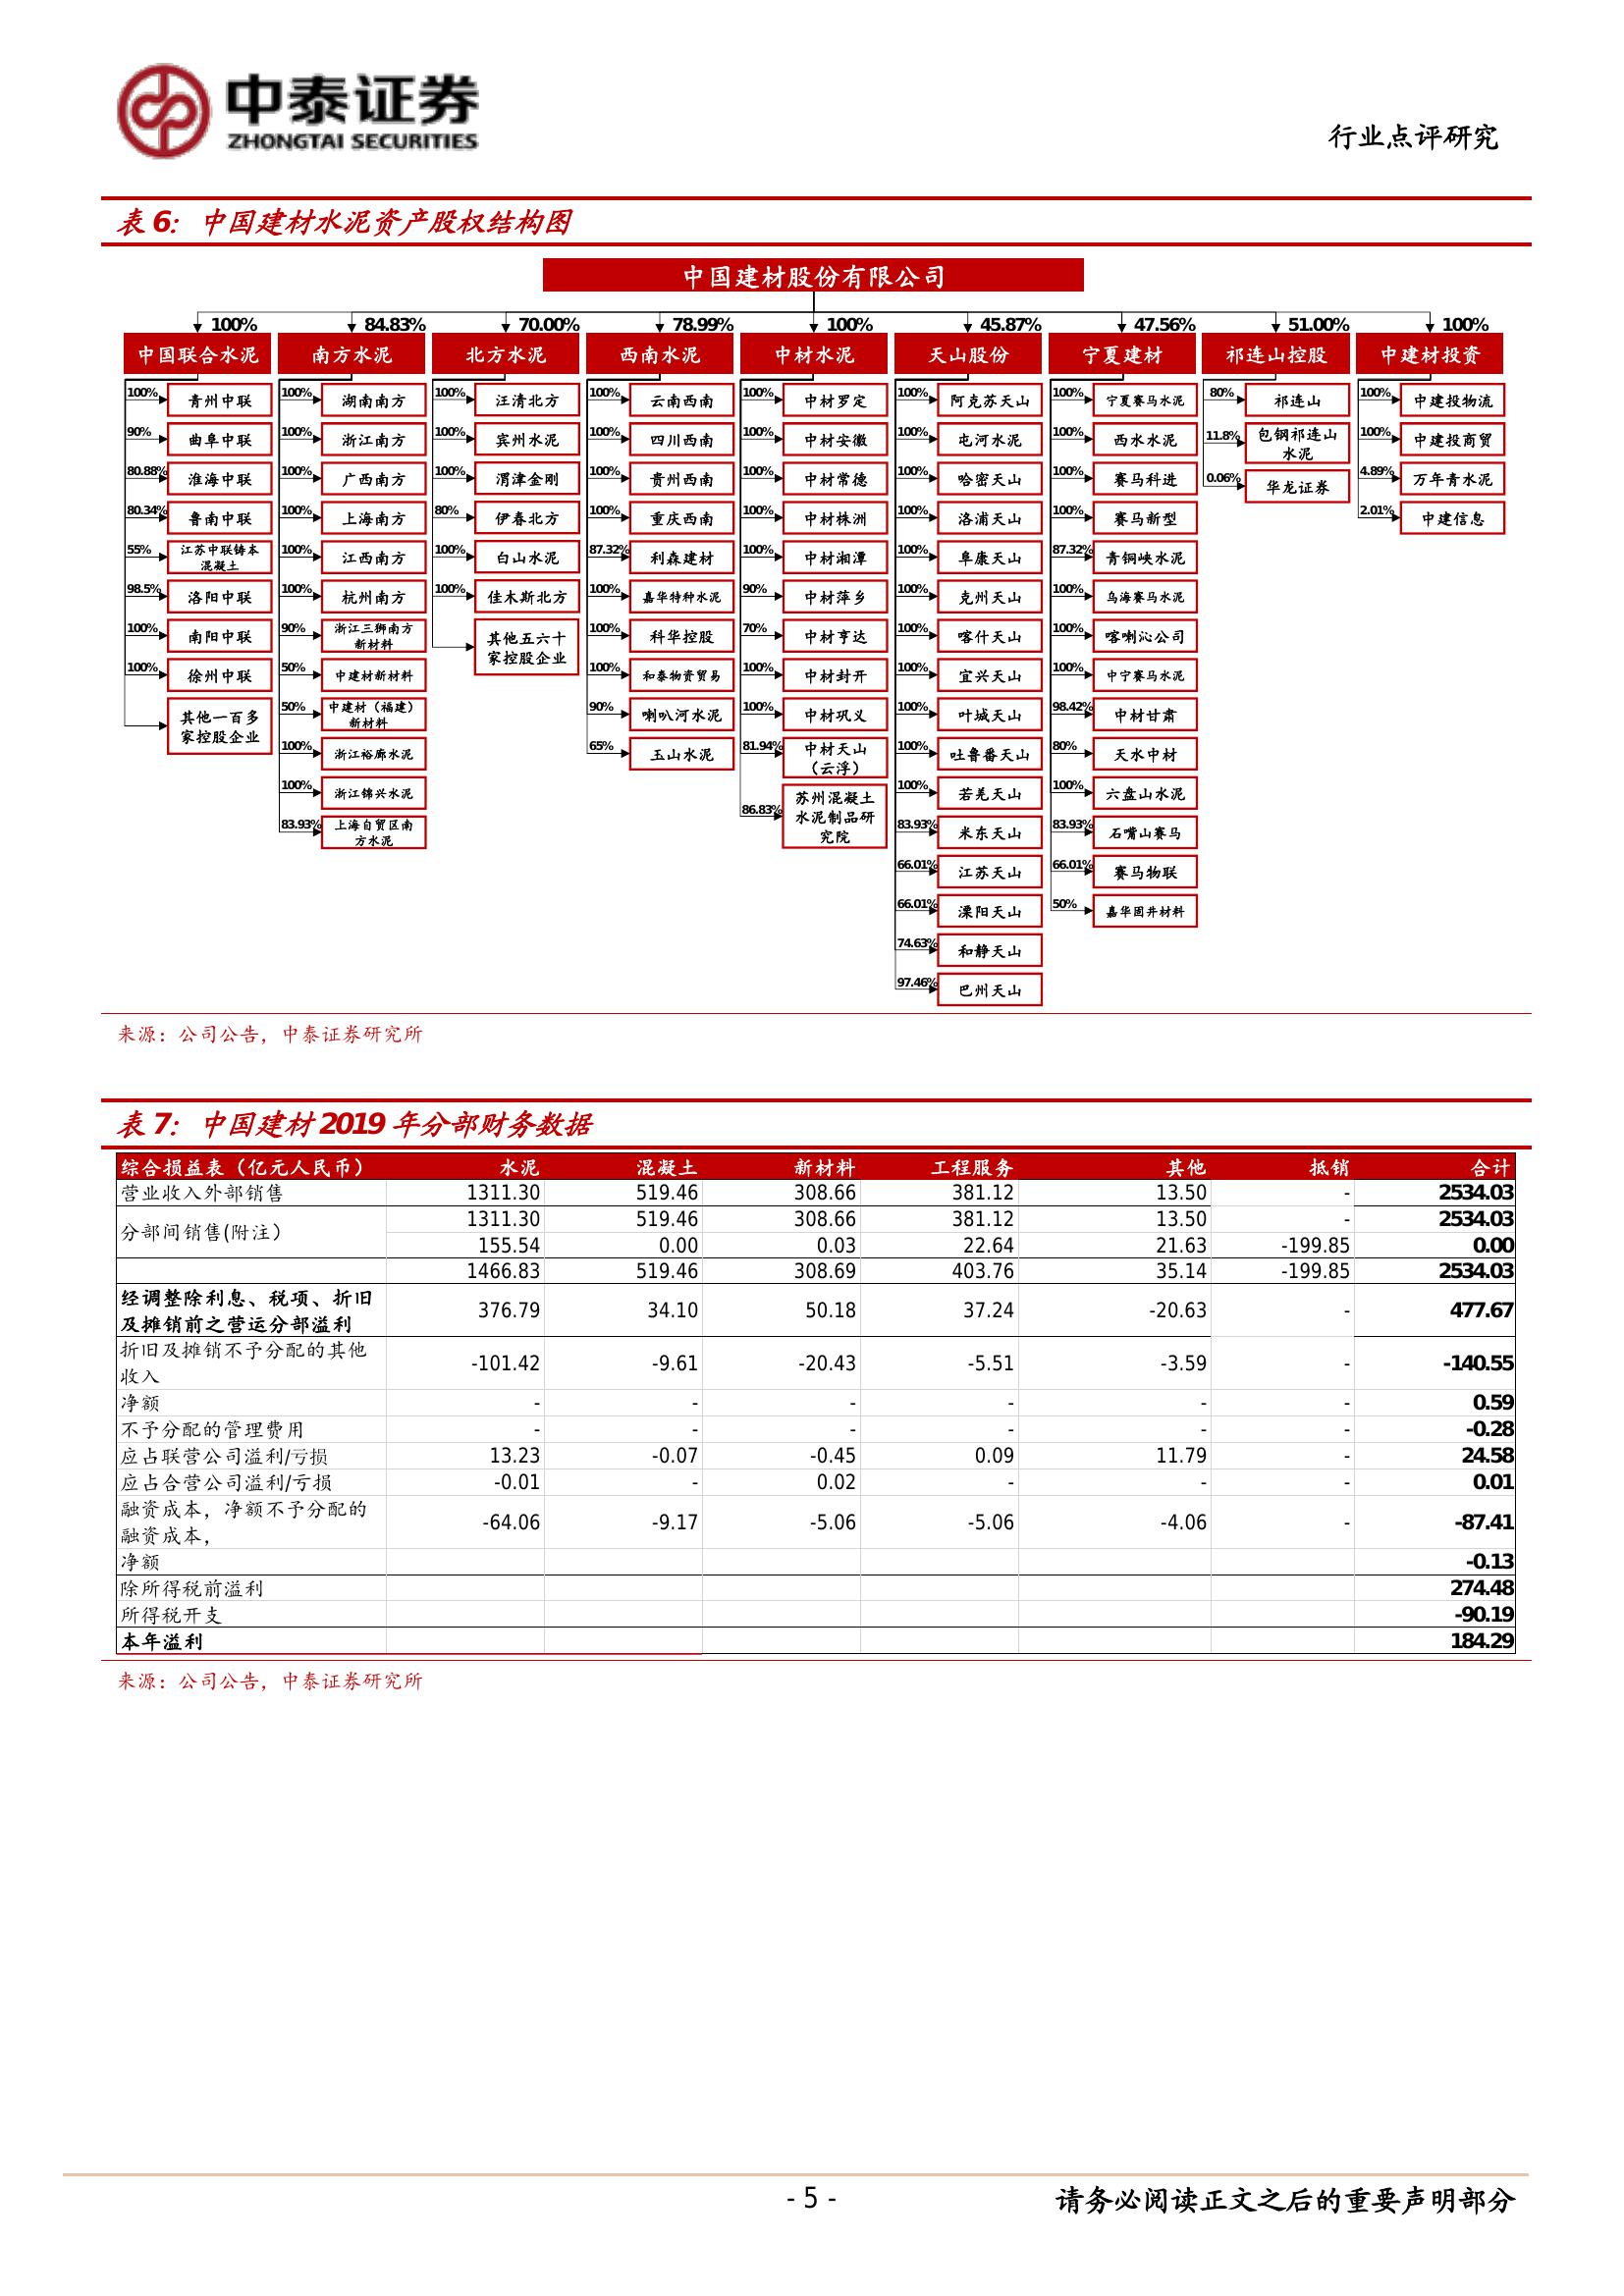 中泰证券
ZHONGTAI SECURITIES
行业点评研究
表 6：中国建材水泥资产股权结构图
中国建材股份有限公司
100% 84.83% 70.00% 78.99% 100% 45.87% 47.56% 51.00% 100%
中国联合水泥 南方水泥 北方水泥 西南水泥 中材水泥 天山股份 宁夏建材 祁连山控股 中建材投资
100% 青州中联
90% 曲阜中联
80.88% 淮海中联
80.34% 鲁南中联
55% 江苏中联铸本
混凝土
98.5% 洛阳中联
100% 南阳中联
100% 徐州中联
其他一百多
家控股企业
100% 湖南南方
100% 浙江南方
100% 广西南方
100% 上海南方
100% 江西南方
100% 杭州南方
90% 浙江三狮南方
新材料
50% 中建材新材料
50% 中建材（福建）
新材料
100% 浙江裕廊水泥
100% 浙江锦兴水泥
83.93% 上海自贸区南
方水泥
100% 汪清北方
100% 宾州水泥
100% 渭津金刚
80% 伊春北方
100% 白山水泥
100% 佳木斯北方
其他五六十
家控股企业
100% 云南西南
100% 四川西南
100% 贵州西南
100% 重庆西南
87.32% 利森建材
100% 嘉华特种水泥
100% 科华控股
100% 和泰物资贸易
90% 喇叭河水泥
65% 玉山水泥
100% 中材罗定
100% 中材安徽
100% 中材常德
100% 中材株洲
100% 中材湘潭
90% 中材萍乡
70% 中材亨达
100% 中材封开
100% 中材巩义
81.94% 中材天山
（云浮）
86.83% 苏州混凝土
水泥制品研
究院
100% 阿克苏天山
100% 屯河水泥
100% 哈密天山
100% 洛浦天山
100% 阜康天山
100% 克州天山
100% 喀什天山
100% 宜兴天山
100% 叶城天山
100% 吐鲁番天山
100% 若羌天山
83.93% 米东天山
66.01% 江苏天山
66.01% 溧阳天山
74.63% 和静天山
97.46% 巴州天山
100% 宁夏赛马水泥
100% 西水水泥
100% 赛马科进
100% 赛马新型
87.32% 青铜峡水泥
100% 乌海赛马水泥
100% 喀喇沁公司
100% 中宁赛马水泥
98.42% 中材甘肃
80% 天水中材
100% 六盘山水泥
83.93% 石嘴山赛马
66.01% 赛马物联
50% 嘉华固井材料
80% 祁连山
11.8% 包钢祁连山
水泥
0.06% 华龙证券
100% 中建投物流
100% 中建投商贸
4.89% 万年青水泥
2.01% 中建信息
来源：公司公告，中泰证券研究所
表 7：中国建材 2019 年分部财务数据
综合损益表（亿元人民币） 水泥 混凝土 新材料 工程服务 其他 抵销 合计
营业收入外部销售 1311.30 519.46 308.66 381.12 13.50 - 2534.03
分部间销售(附注） 1311.30 519.46 308.66 381.12 13.50 - 2534.03
155.54 0.00 0.03 22.64 21.63 -199.85 0.00
1466.83 519.46 308.69 403.76 35.14 -199.85 2534.03
经调整除利息、税项、折旧
及摊销前之营运分部溢利 376.79 34.10 50.18 37.24 -20.63 - 477.67
折旧及摊销不予分配的其他
收入 -101.42 -9.61 -20.43 -5.51 -3.59 - -140.55
净额 - - - - - - 0.59
不予分配的管理费用 - - - - - - -0.28
应占联营公司溢利/亏损 13.23 -0.07 -0.45 0.09 11.79 - 24.58
应占合营公司溢利/亏损 -0.01 - 0.02 - - - 0.01
融资成本，净额不予分配的
融资成本， -64.06 -9.17 -5.06 -5.06 -4.06 - -87.41
净额 -0.13
除所得税前溢利 274.48
所得税开支 -90.19
本年溢利 184.29
来源：公司公告，中泰证券研究所
- 5 -
请务必阅读正文之后的重要声明部分